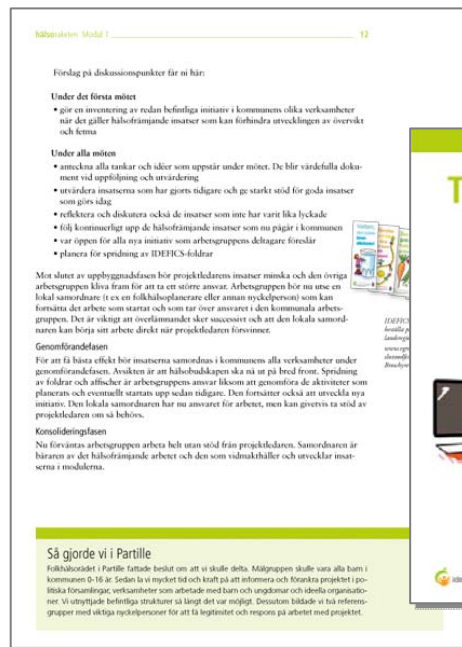 hälsoraketen Modul 1 12
Förslag på diskussionspunkter får ni här:
Under det första mötet
• gör en inventering av redan befintliga initiativ i kommunens olika verksamheter
när det gäller hälsofrämjande insatser som kan förhindra utvecklingen av övervikt
och fetma
Under alla möten
• anteckna alla tankar och idéer som uppstår under mötet. De blir värdefulla doku-
ment vid uppföljning och utvärdering
• utvärdera insatserna som har gjorts tidigare och ge starkt stöd för goda insatser
som görs idag
• reflektera och diskutera också de insatser som inte har varit lika lyckade
• följ kontinuerligt upp de hälsofrämjande insatser som nu pågår i kommunen
• var öppen för alla nya initiativ som arbetsgruppens deltagare föreslår
• planera för spridning av IDEFICS-foldrar
Mot slutet av uppbyggnadsfasen bör projektledarens insatser minska och den övriga
arbetsgruppen kliva fram för att ta ett större ansvar. Arbetsgruppen bör nu utse en
lokal samordnare (t ex en folkhälsoplanerare eller annan nyckelperson) som kan
fortsätta det arbete som startat och som tar över ansvaret i den kommunala arbets-
gruppen. Det är viktigt att överlämnandet sker successivt och att den lokala samord-
naren kan börja sitt arbete direkt när projektledaren försvinner.
Genomförandefasen
För att få bästa effekt bör insatserna samordnas i kommunens alla verksamheter under
genomförandefasen. Avsikten är att hälsobudskapen ska nå ut på bred front. Spridning
av foldrar och affischer är arbetsgruppens ansvar liksom att genomföra de aktiviteter som
planerats och eventuellt startats upp sedan tidigare. Den fortsätter också att utveckla nya
initiativ. Den lokala samordnaren har nu ansvaret för arbetet, men kan givetvis ta stöd av
projektledaren om så behövs.
Konsolideringsfasen
Nu förväntas arbetsgruppen arbeta helt utan stöd från projektledaren. Samordnaren är
bäraren av det hälsofrämjande arbetet och den som vidmakthåller och utvecklar insat-
serna i modulerna.
IDEFICS
Så gjorde vi i Partille
Folkhälsorådet i Partille fattade beslut om att vi skulle delta. Målgruppen skulle vara alla barn i
kommunen 0-16 år. Sedan la vi mycket tid och kraft på att informera och förankra projektet i po-
litiska församlingar, verksamheter som arbetade med barn och ungdomar och ideella organisatio-
ner. Vi utnyttjade befintliga strukturer så långt det var möjligt. Dessutom bildade vi två referens-
grupper med viktiga nyckelpersoner för att få legitimitet och respons på arbetet med projektet.
T